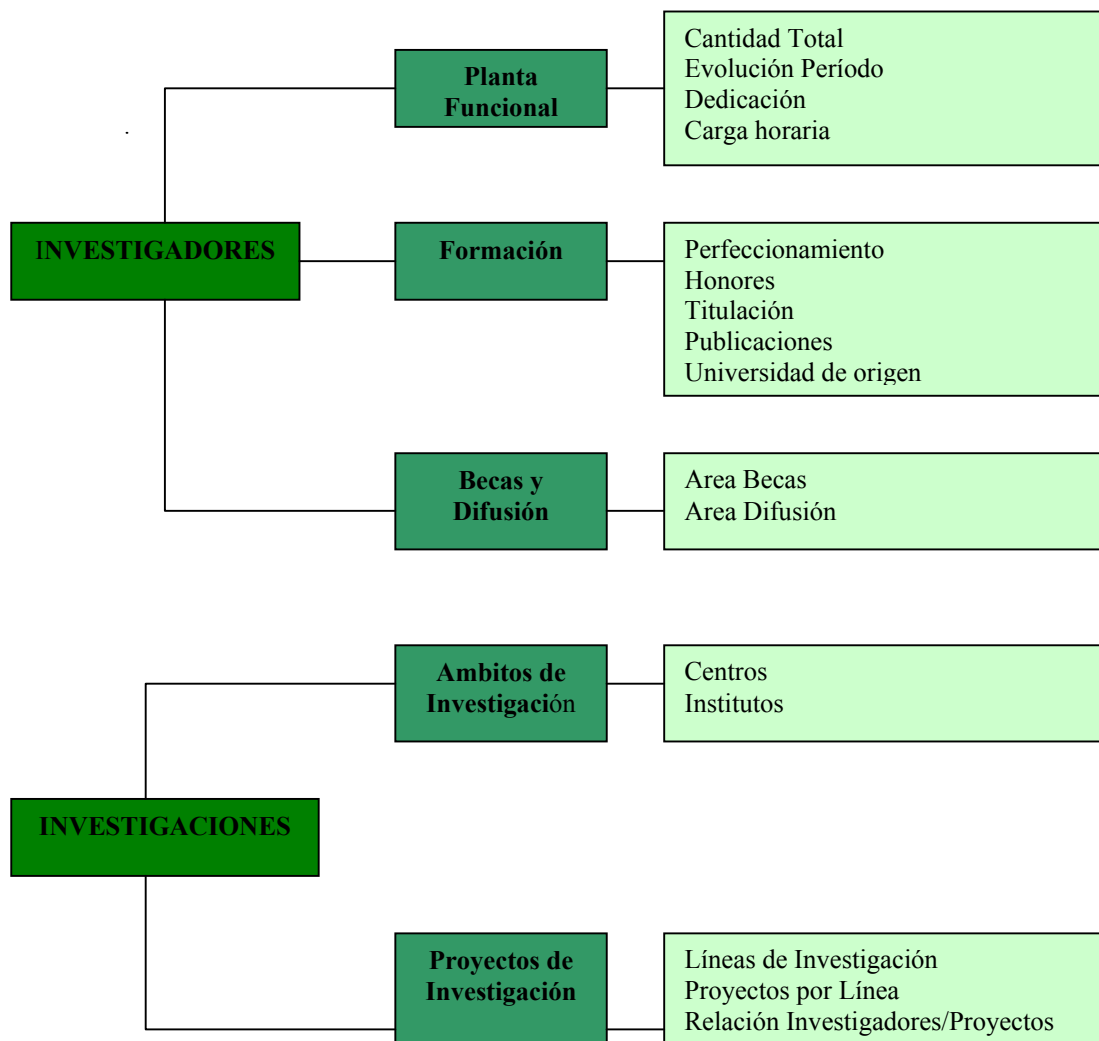 Planta
Funcional
Cantidad Total
Evolución Período
Dedicación
Carga horaria
.
INVESTIGADORES
Formación
Perfeccionamiento
Honores
Titulación
Publicaciones
Universidad de origen
Becas y
Difusión
Area Becas
Area Difusión
Ambitos de
Investigación
Centros
Institutos
INVESTIGACIONES
Proyectos de
Investigación
Líneas de Investigación
Proyectos por Línea
Relación Investigadores/Proyectos